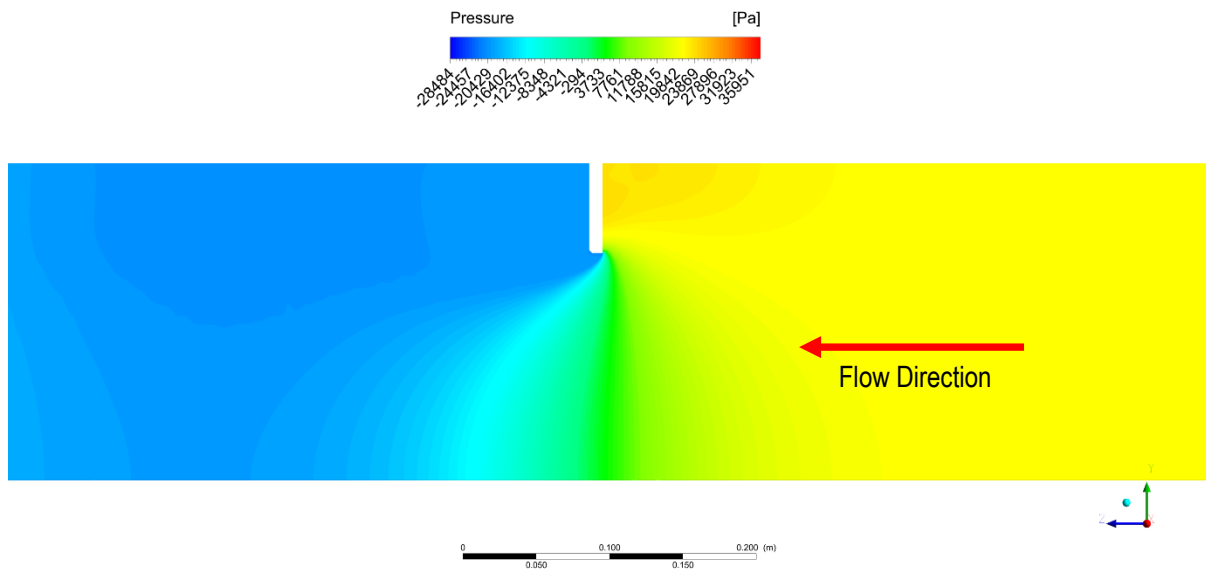 Pressure [Pa]
-28484 -24457 -20429 -16402 -12375 -8348 -4321 -294 3733 7761 11788 15815 19842 23869 27896 31923 35951
Flow Direction
Y
Z
0 0.100 0.200 (m)
0.050 0.150